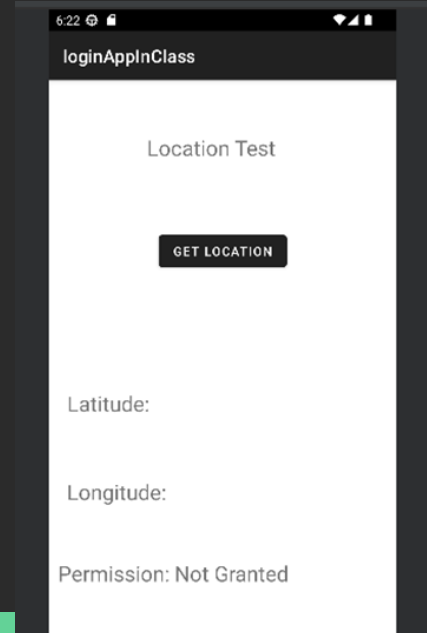 6:22
loginAppInClass
Location Test
GET LOCATION
Latitude:
Longitude:
Permission: Not Granted